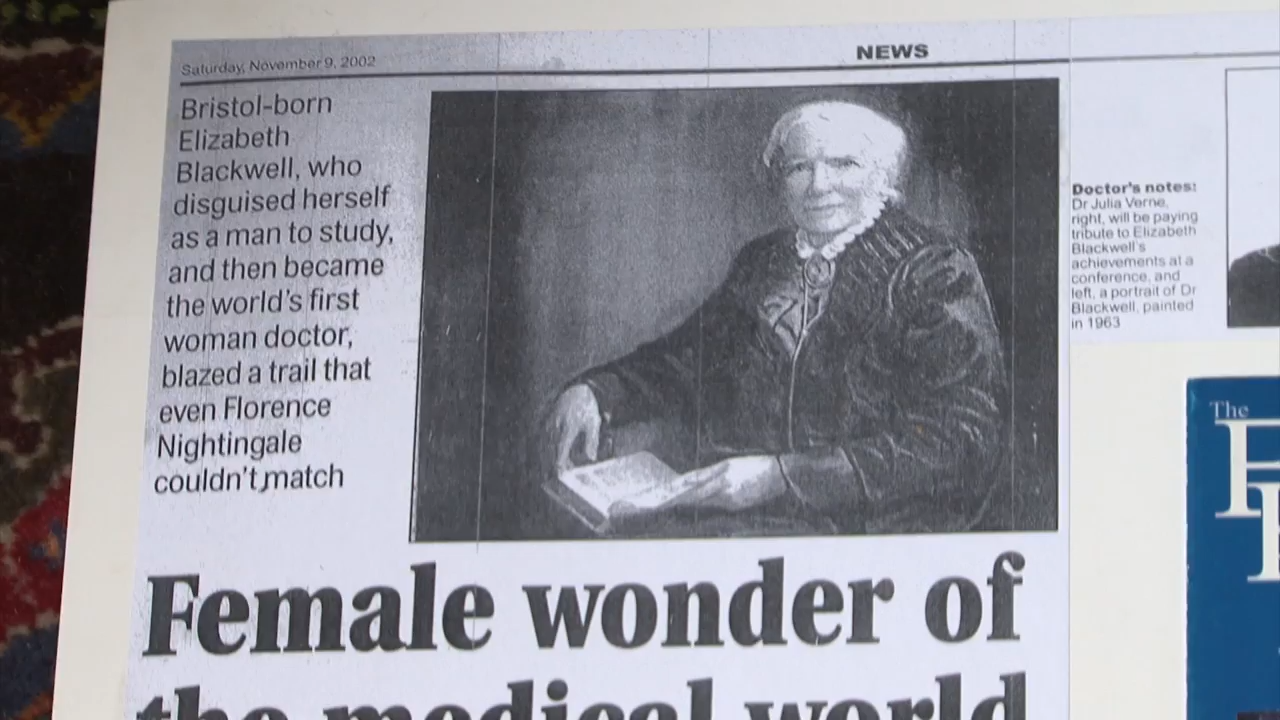 Saturday, November 9, 2002
NEWS
Bristol-born
Elizabeth
Blackwell, who
disguised herself
as a man to study,
and then became
the world's first
woman doctor,
blazed a trail that
even Florence
Nightingale
couldn't match
Doctor's notes:
Dr Julia Verne,
right, will be paying
tribute to Elizabeth
Blackwell's
achievements at a
conference, and
left, a portrait of Dr
Blackwell, painted
in 1963
Female wonder of
the medical world
The